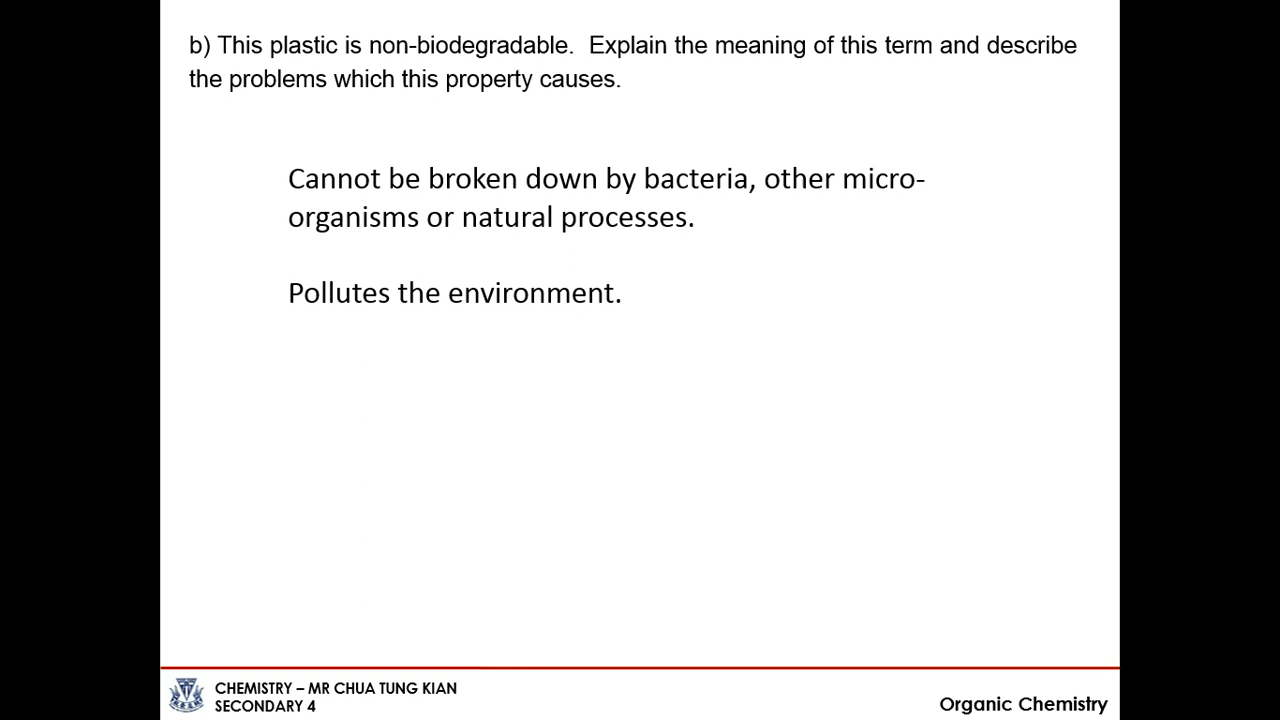 b) This plastic is non-biodegradable.  Explain the meaning of this term and describe
the problems which this property causes.
Cannot be broken down by bacteria, other micro-
organisms or natural processes.
Pollutes the environment.
CHEMISTRY – MR CHUA TUNG KIAN
SECONDARY 4
Organic Chemistry